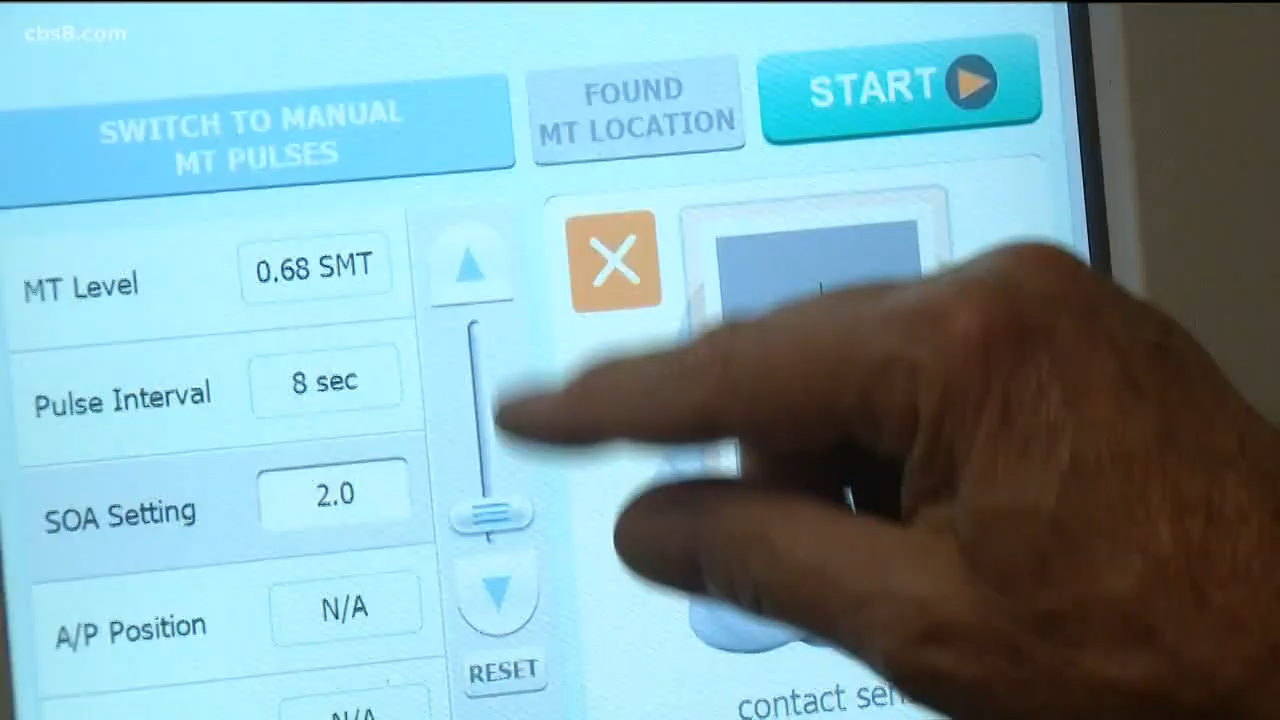 cbs8.com
SWITCH TO MANUAL
MT PULSES
FOUND
MT LOCATION
START
MT Level
0.68 SMT
Pulse Interval
8 sec
SOA Setting
2.0
A/P Position
N/A
N/A
RESET
contact